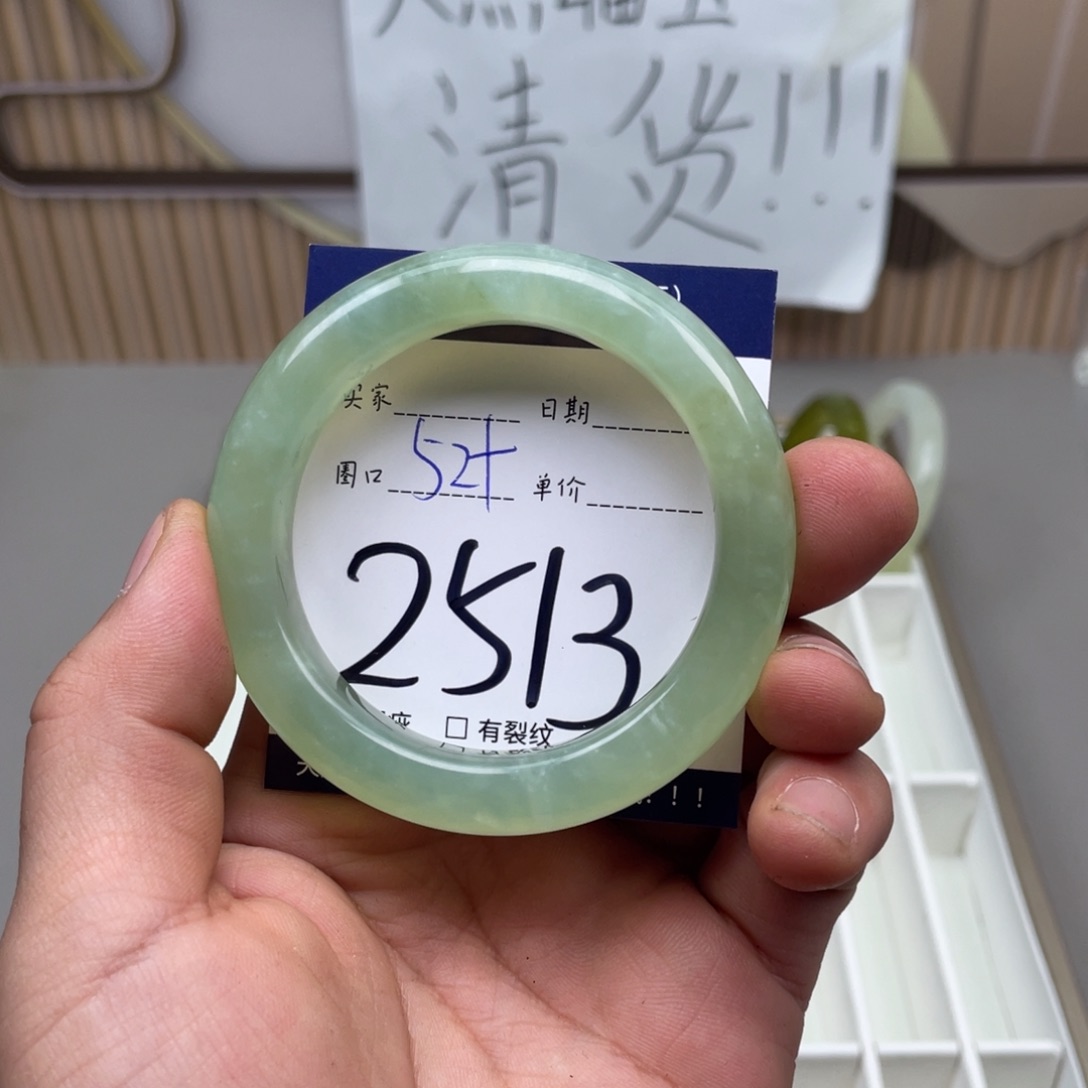 清货!!!
买家 日期
圈口 52+ 单价
2513
□ 有裂纹
!!